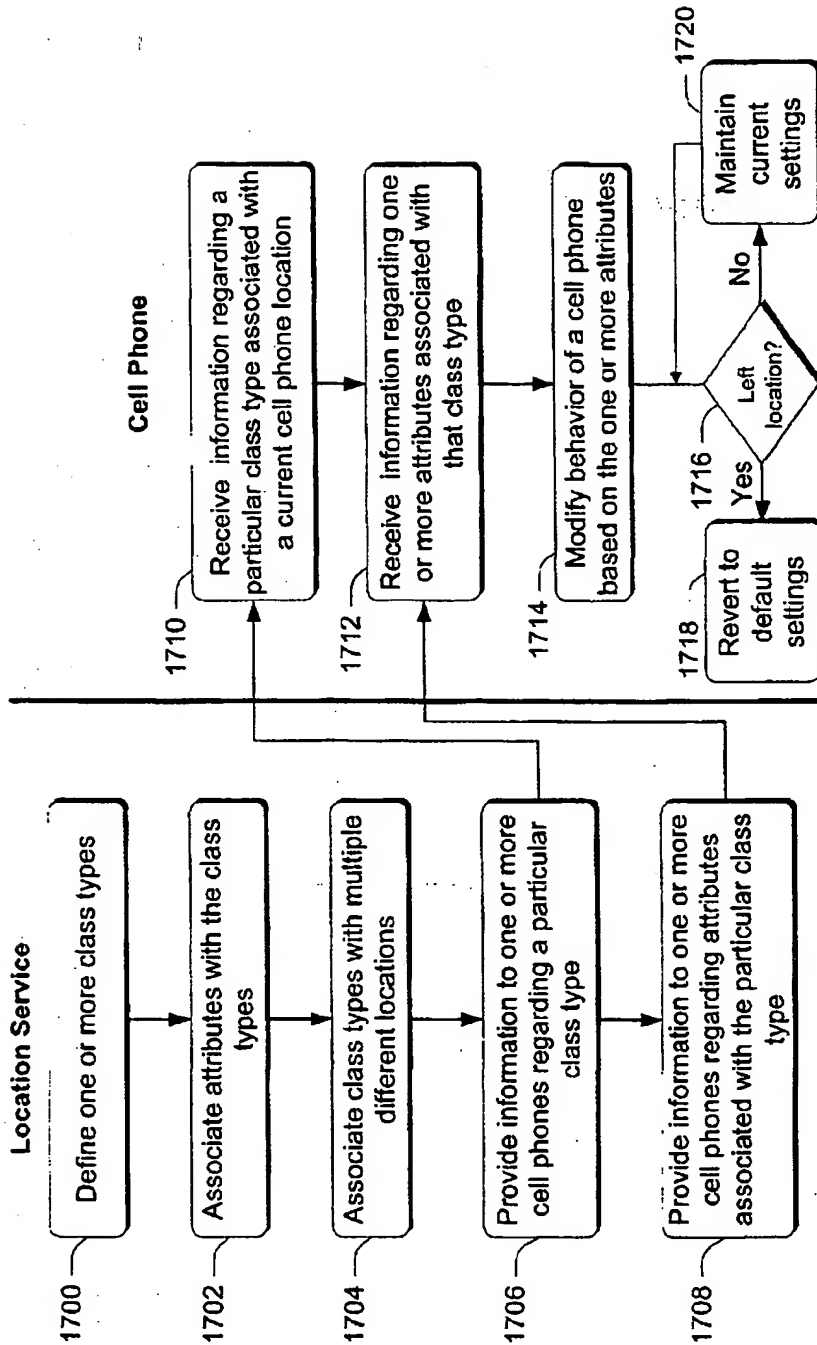 Location Service
1700
Define one or more class types
1702
Associate attributes with the class
types
1704
Associate class types with multiple
different locations
1706
Provide information to one or more
cell phones regarding a particular
class type
1708
Provide information to one or more
cell phones regarding attributes
associated with the particular class
type
Cell Phone
1710
Receive information regarding a
particular class type associated with
a current cell phone location
1712
Receive information regarding one
or more attributes associated with
that class type
1714
Modify behavior of a cell phone
based on the one or more attributes
1716
Left
location?
Yes
No
1718
Revert to
default
settings
1720
Maintain
current
settings